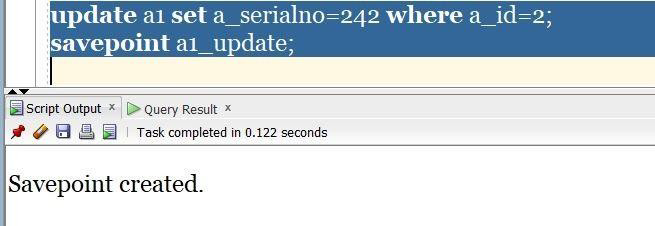 update a1 set a_serialno=242 where a_id=2;
savepoint a1_update;
Script Output x Query Result x
Task completed in 0.122 seconds
Savepoint created.